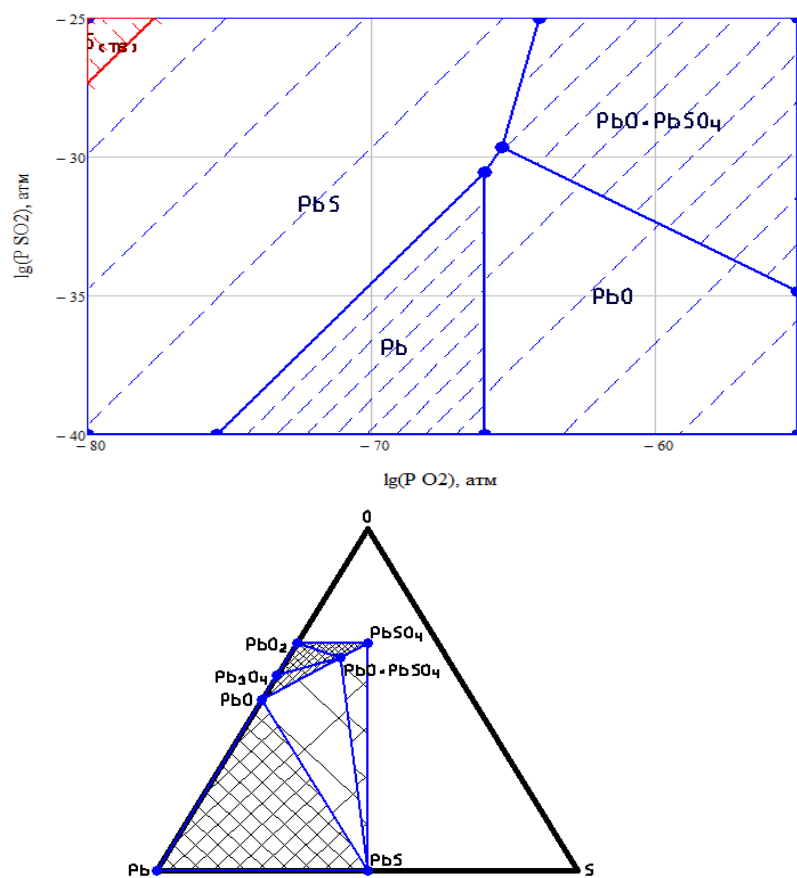 −25
S(тв)
PbO·PbSO₄
−30
lg(P SO2), атм
PbS
−35
PbO
Pb
−40
−80
−70
−60
lg(P O2), атм
O
PbO₂
PbSO₄
Pb₃O₄
PbO·PbSO₄
PbO
Pb
PbS
S